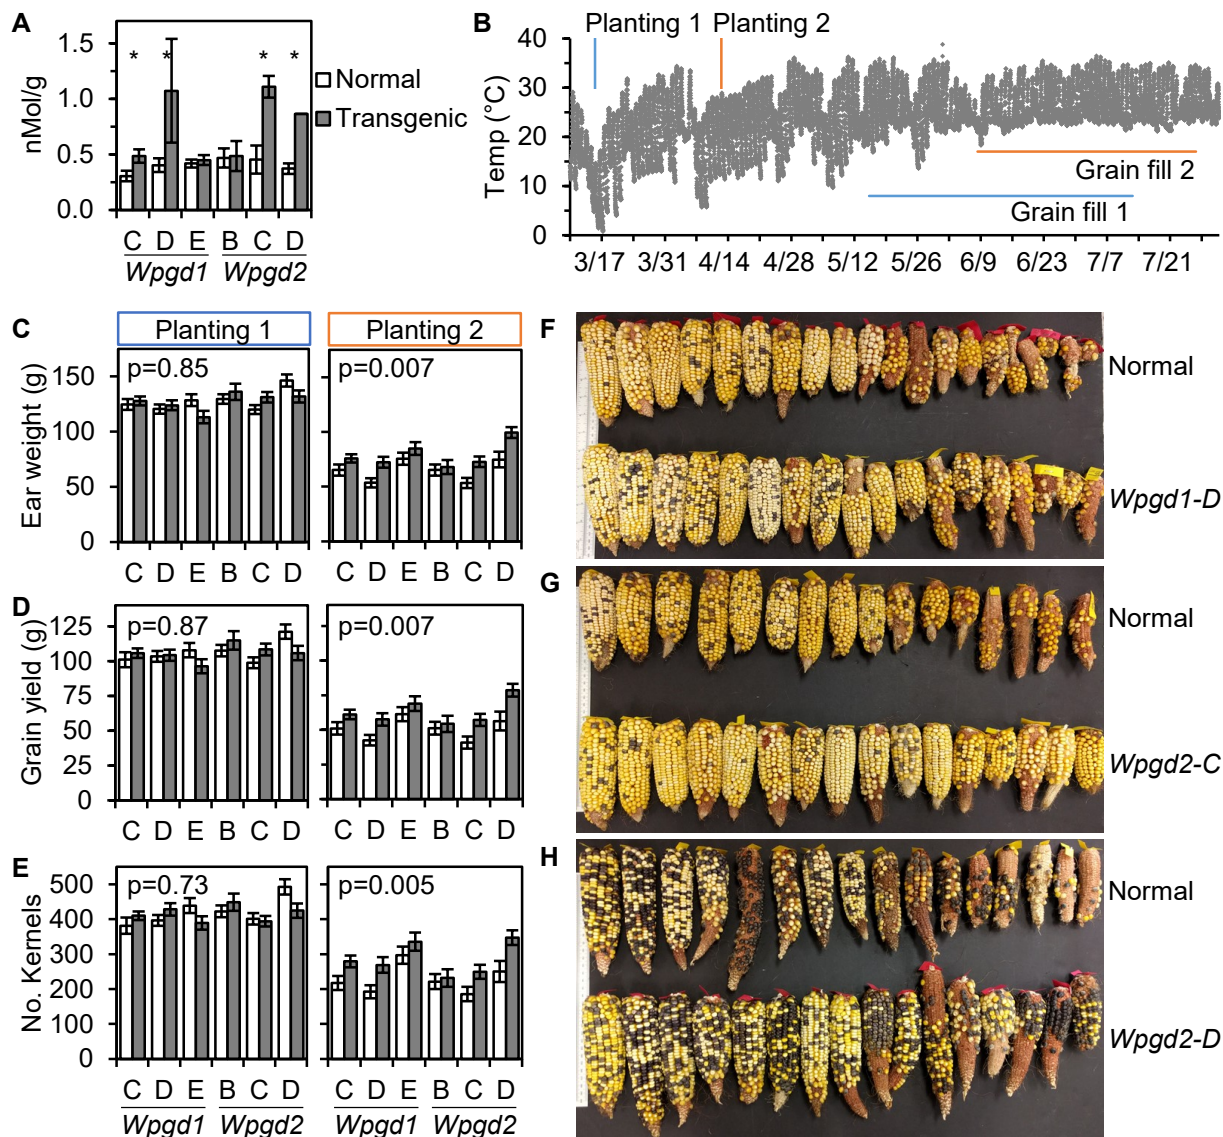 A
1.5
1.0
0.5
0.0
nMol/g
* * * *
Normal
Transgenic
C D E B C D
Wpgd1 Wpgd2
B
Planting 1 Planting 2
40
30
20
10
0
Temp (°C)
Grain fill 2
Grain fill 1
3/17 3/31 4/14 4/28 5/12 5/26 6/9 6/23 7/7 7/21
C
Planting 1 Planting 2
p=0.85 p=0.007
150
100
50
0
Ear weight (g)
C D E B C D C D E B C D
D
p=0.87 p=0.007
125
100
75
50
25
0
Grain yield (g)
C D E B C D C D E B C D
E
p=0.73 p=0.005
500
400
300
200
100
0
No. Kernels
C D E B C D C D E B C D
Wpgd1 Wpgd2 Wpgd1 Wpgd2
F
Normal
Wpgd1-D
G
Normal
Wpgd2-C
H
Normal
Wpgd2-D